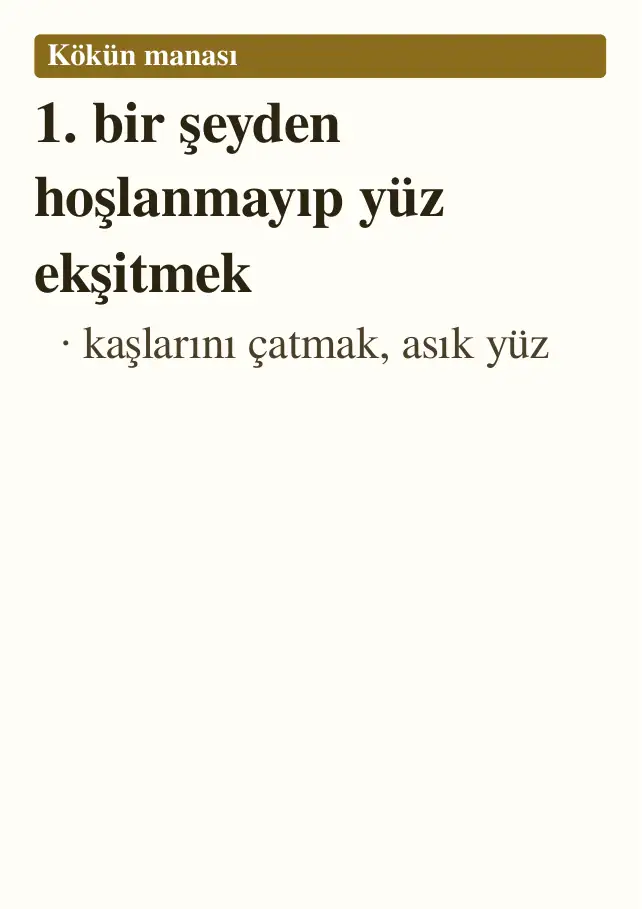 Kökün manası
1. bir şeyden
hoşlanmayıp yüz
ekşitmek
· kaşlarını çatmak, asık yüz